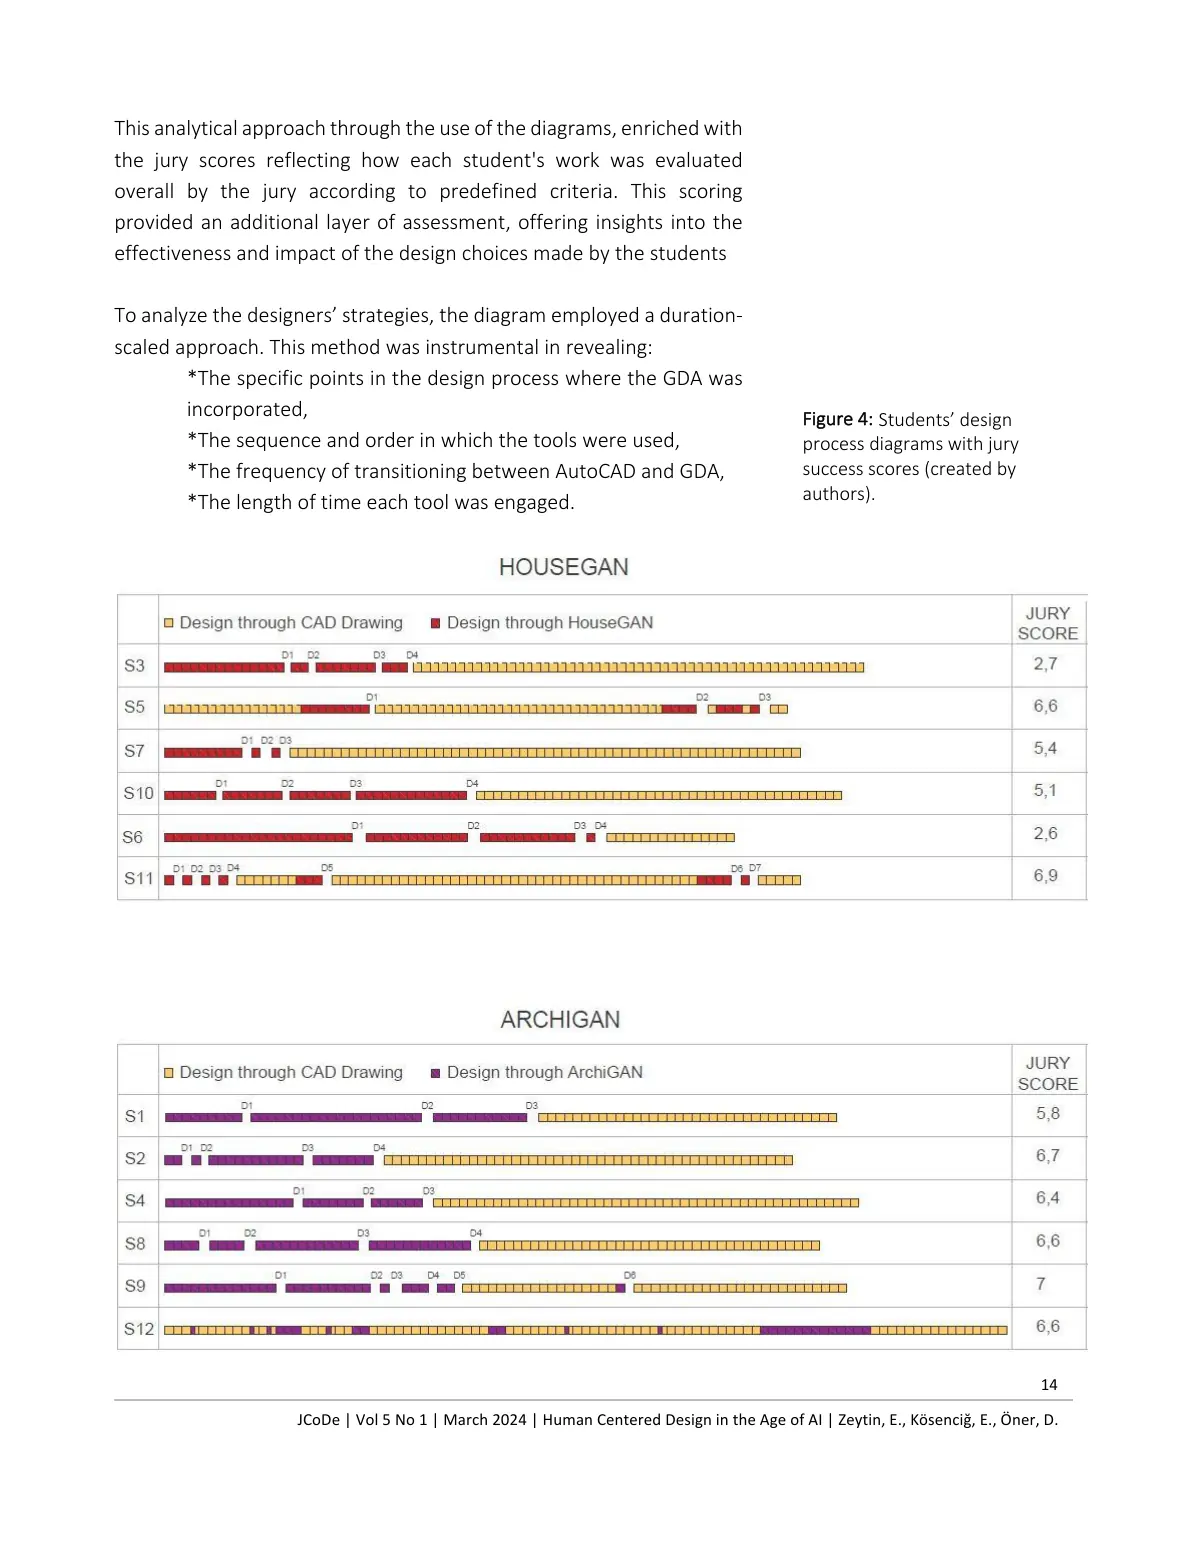 This analytical approach through the use of the diagrams, enriched with
the jury scores reflecting how each student's work was evaluated
overall by the jury according to predefined criteria. This scoring
provided an additional layer of assessment, offering insights into the
effectiveness and impact of the design choices made by the students
To analyze the designers’ strategies, the diagram employed a duration-
scaled approach. This method was instrumental in revealing:
*The specific points in the design process where the GDA was
incorporated,
*The sequence and order in which the tools were used,
*The frequency of transitioning between AutoCAD and GDA,
*The length of time each tool was engaged.
Figure 4: Students’ design
process diagrams with jury
success scores (created by
authors).
HOUSEGAN
Design through CAD Drawing Design through HouseGAN JURY
SCORE
S3 D1 D2 D3 D4 2,7
S5 D1 D2 D3 6,6
S7 D1 D2 D3 5,4
S10 D1 D2 D3 D4 5,1
S6 D1 D2 D3 D4 2,6
S11 D1 D2 D3 D4 D5 D6 D7 6,9
ARCHIGAN
Design through CAD Drawing Design through ArchiGAN JURY
SCORE
S1 D1 D2 D3 5,8
S2 D1 D2 D3 D4 6,7
S4 D1 D2 D3 6,4
S8 D1 D2 D3 D4 6,6
S9 D1 D2 D3 D4 D5 D6 7
S12 6,6
14
JCoDe | Vol 5 No 1 | March 2024 | Human Centered Design in the Age of AI | Zeytin, E., Kösenciğ, E., Öner, D.